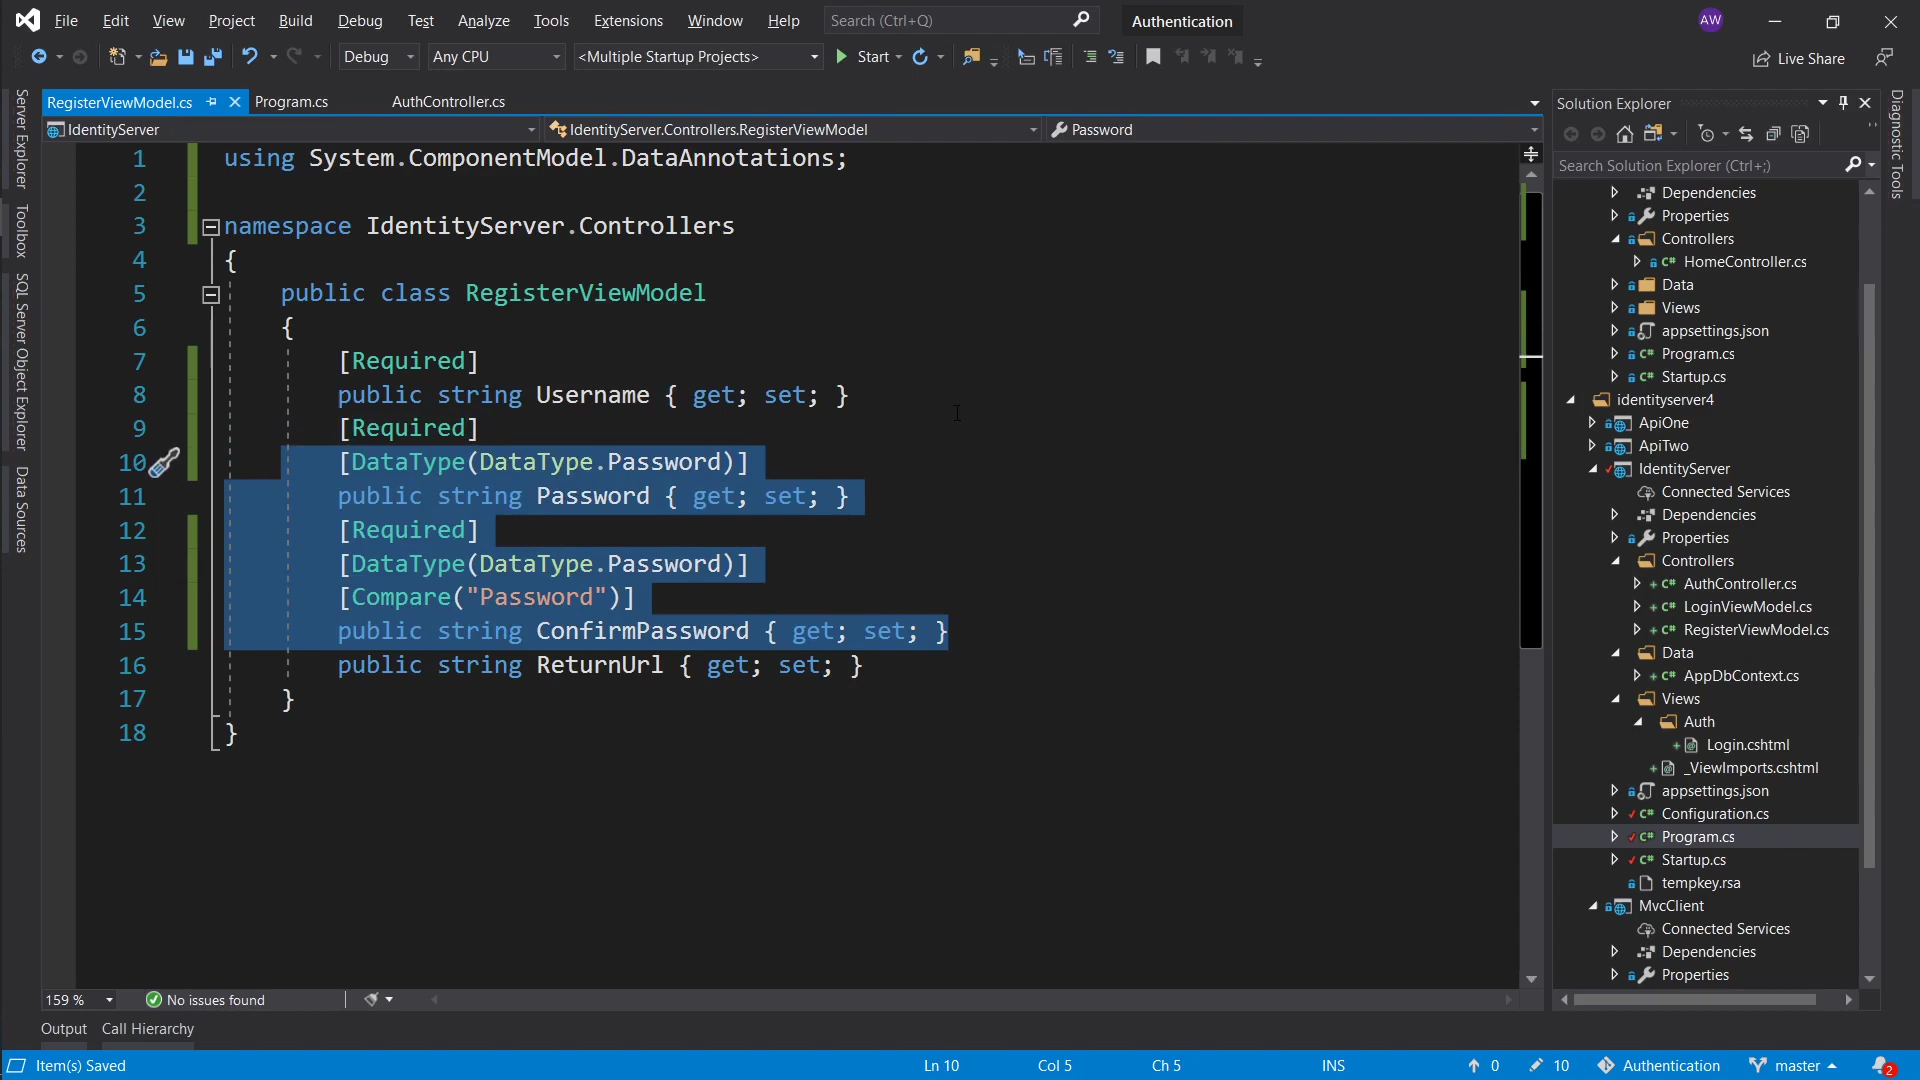 File Edit View Project Build Debug Test Analyze Tools Extensions Window Help Search (Ctrl+Q) Authentication AW
Debug Any CPU <Multiple Startup Projects> Start Live Share
RegisterViewModel.cs Program.cs AuthController.cs
IdentityServer IdentityServer.Controllers.RegisterViewModel Password
Server Explorer
Toolbox
SQL Server Object Explorer
Data Sources
1 using System.ComponentModel.DataAnnotations;
2
3 namespace IdentityServer.Controllers
4 {
5 public class RegisterViewModel
6 {
7 [Required]
8 public string Username { get; set; }
9 [Required]
10 [DataType(DataType.Password)]
11 public string Password { get; set; }
12 [Required]
13 [DataType(DataType.Password)]
14 [Compare("Password")]
15 public string ConfirmPassword { get; set; }
16 public string ReturnUrl { get; set; }
17 }
18 }
159 % No issues found
Output Call Hierarchy
Solution Explorer
Search Solution Explorer (Ctrl+;)
Dependencies
Properties
Controllers
C# HomeController.cs
Data
Views
appsettings.json
C# Program.cs
C# Startup.cs
identityserver4
ApiOne
ApiTwo
IdentityServer
Connected Services
Dependencies
Properties
Controllers
C# AuthController.cs
C# LoginViewModel.cs
C# RegisterViewModel.cs
Data
C# AppDbContext.cs
Views
Auth
Login.cshtml
_ViewImports.cshtml
appsettings.json
C# Configuration.cs
C# Program.cs
C# Startup.cs
tempkey.rsa
MvcClient
Connected Services
Dependencies
Properties
Diagnostic Tools
Item(s) Saved Ln 10 Col 5 Ch 5 INS 0 10 Authentication master 2